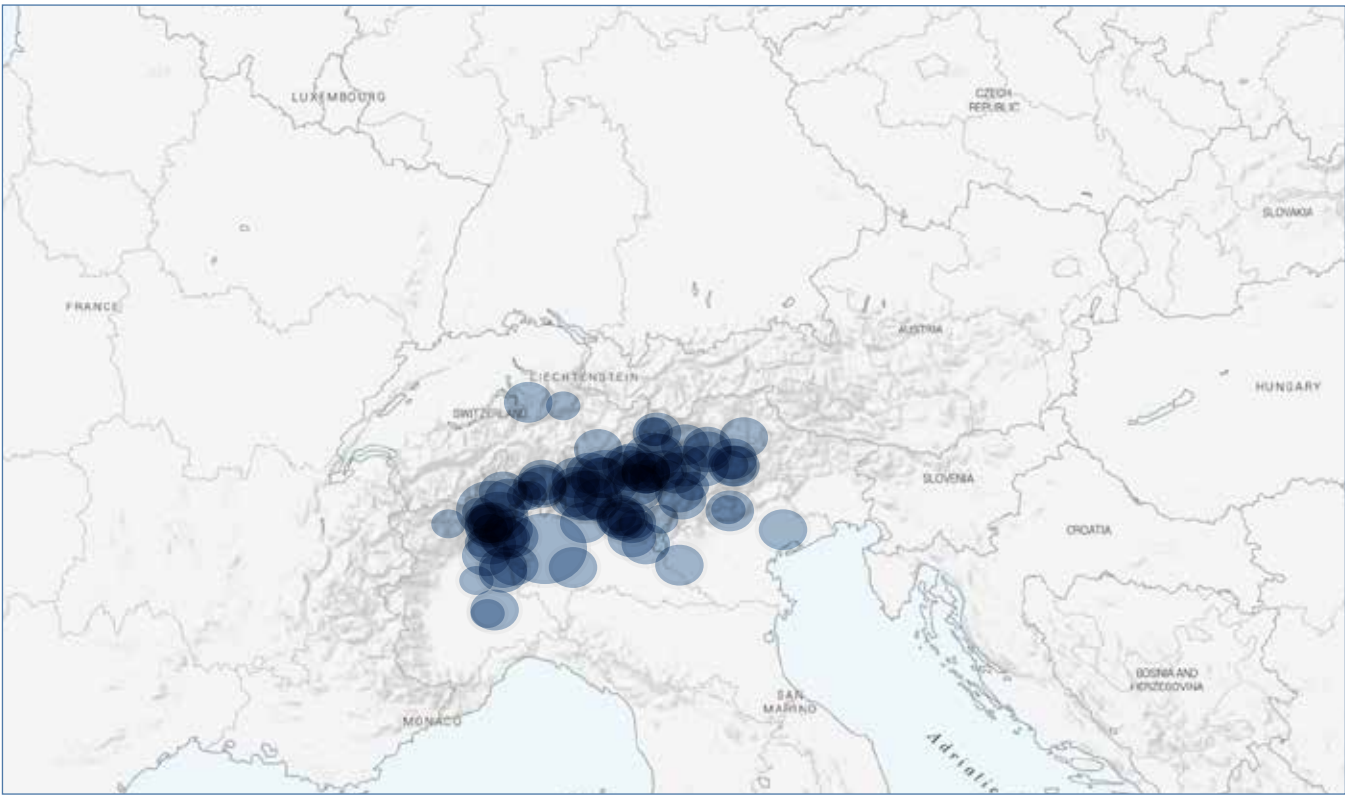 LUXEMBOURG
CZECH
REPUBLIC
SLOVAKIA
FRANCE
AUSTRIA
LIECHTENSTEIN
HUNGARY
SWITZERLAND
SLOVENIA
CROATIA
BOSNIA AND
HERZEGOVINA
SAN
MARINO
MONACO
Adriatic